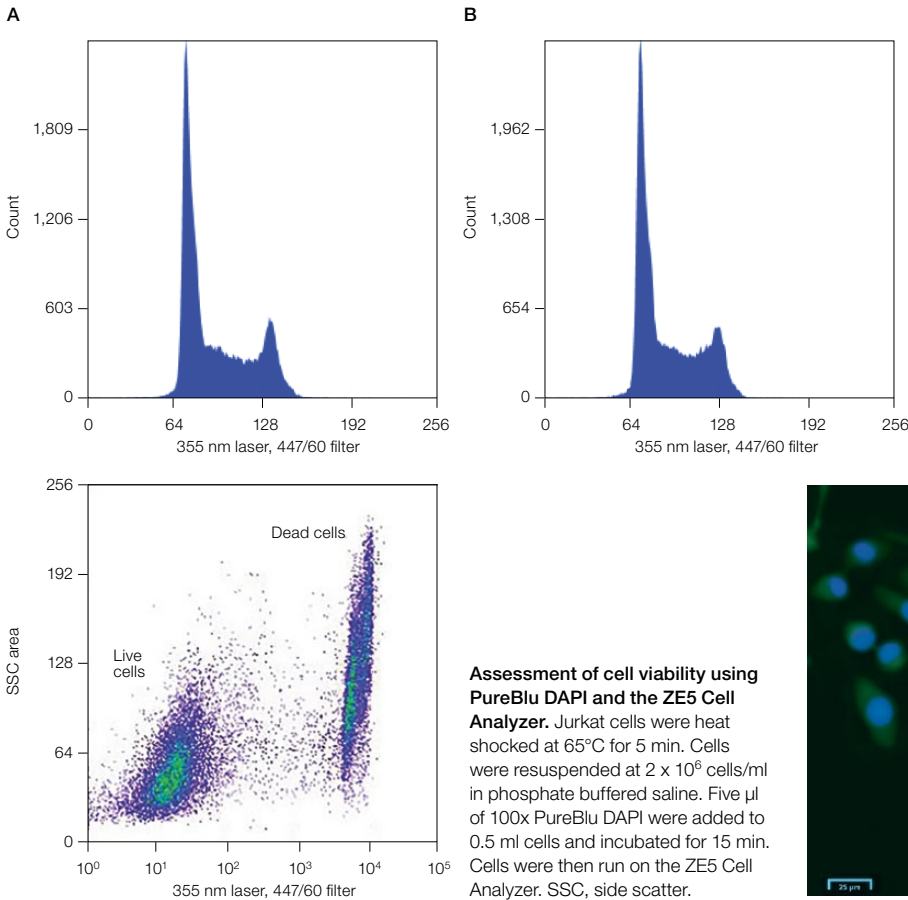 A
1,809
1,206
603
0
Count
0 64 128 192 256
355 nm laser, 447/60 filter
B
1,962
1,308
654
0
Count
0 64 128 192 256
355 nm laser, 447/60 filter
256
192
128
64
0
SSC area
Dead cells
Live
cells
10⁰ 10¹ 10² 10³ 10⁴ 10⁵
355 nm laser, 447/60 filter
Assessment of cell viability using
PureBlu DAPI and the ZE5 Cell
Analyzer. Jurkat cells were heat
shocked at 65°C for 5 min. Cells
were resuspended at 2 x 10⁶ cells/ml
in phosphate buffered saline. Five µl
of 100x PureBlu DAPI were added to
0.5 ml cells and incubated for 15 min.
Cells were then run on the ZE5 Cell
Analyzer. SSC, side scatter.
25 µm